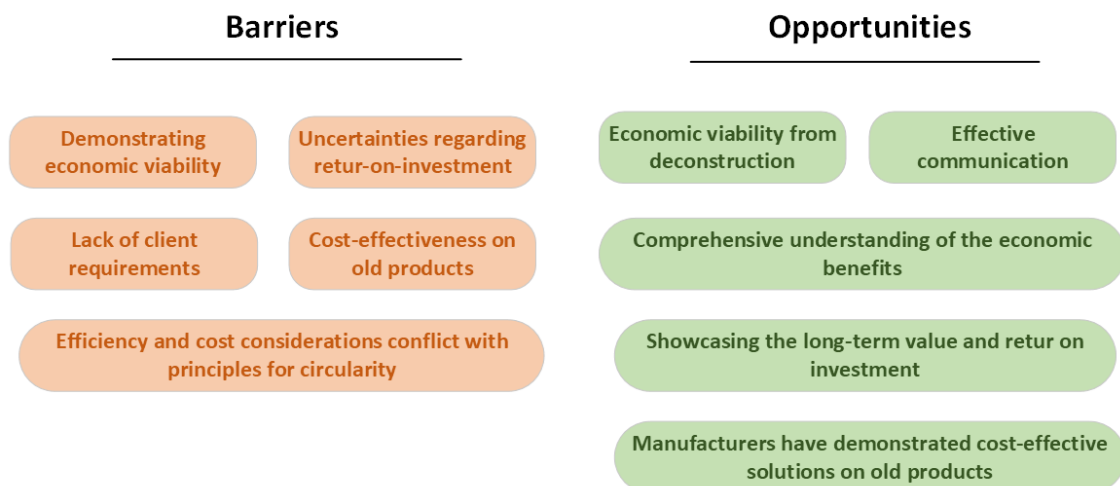 Barriers
Opportunities
Demonstrating
economic viability
Uncertainties regarding
retur-on-investment
Economic viability from
deconstruction
Effective
communication
Lack of client
requirements
Cost-effectiveness on
old products
Comprehensive understanding of the economic
benefits
Efficiency and cost considerations conflict with
principles for circularity
Showcasing the long-term value and retur on
investment
Manufacturers have demonstrated cost-effective
solutions on old products